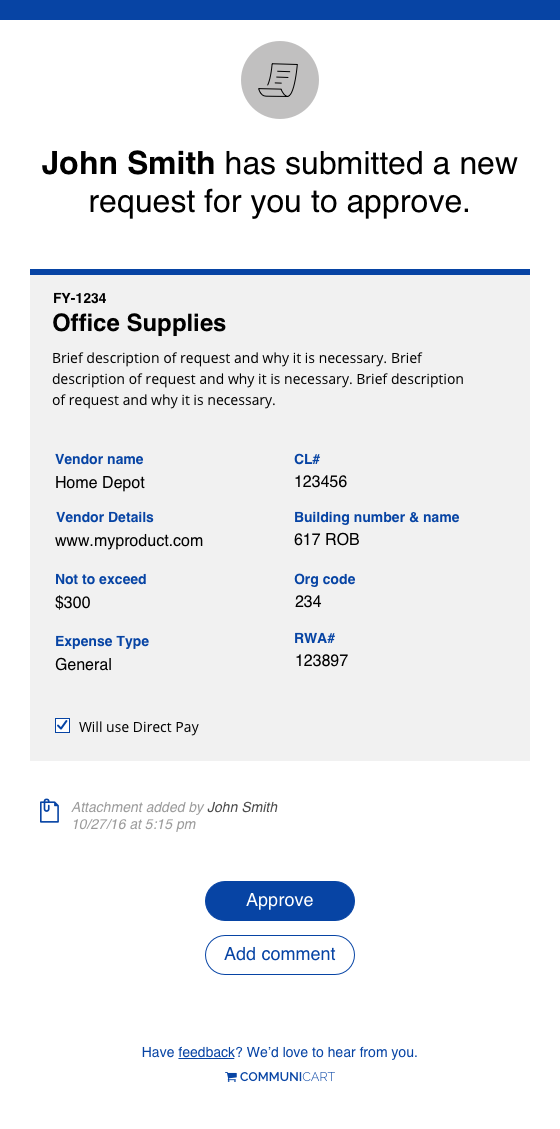 John Smith has submitted a new
request for you to approve.
FY-1234
Office Supplies
Brief description of request and why it is necessary. Brief
description of request and why it is necessary. Brief description
of request and why it is necessary.
Vendor name
Home Depot
CL#
123456
Vendor Details
www.myproduct.com
Building number & name
617 ROB
Not to exceed
$300
Org code
234
Expense Type
General
RWA#
123897
Will use Direct Pay
Attachment added by John Smith
10/27/16 at 5:15 pm
Approve
Add comment
Have feedback? We’d love to hear from you.
COMMUNICART